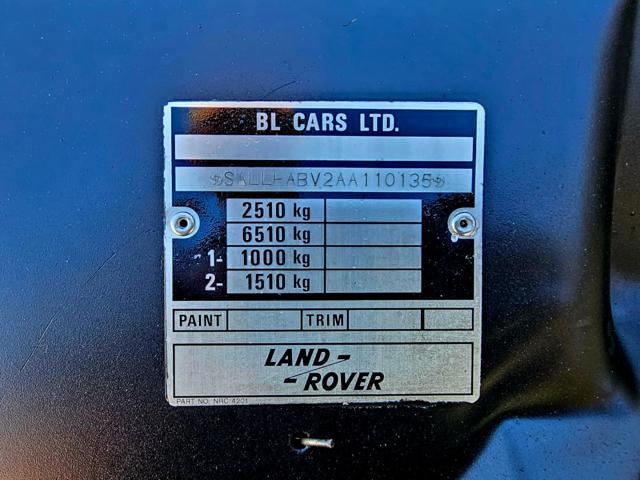 BL CARS LTD.
SALLHABV2AA110135
2510 kg
6510 kg
1- 1000 kg
2- 1510 kg
PAINT TRIM
LAND-
-ROVER
PART NO. NRC 4201